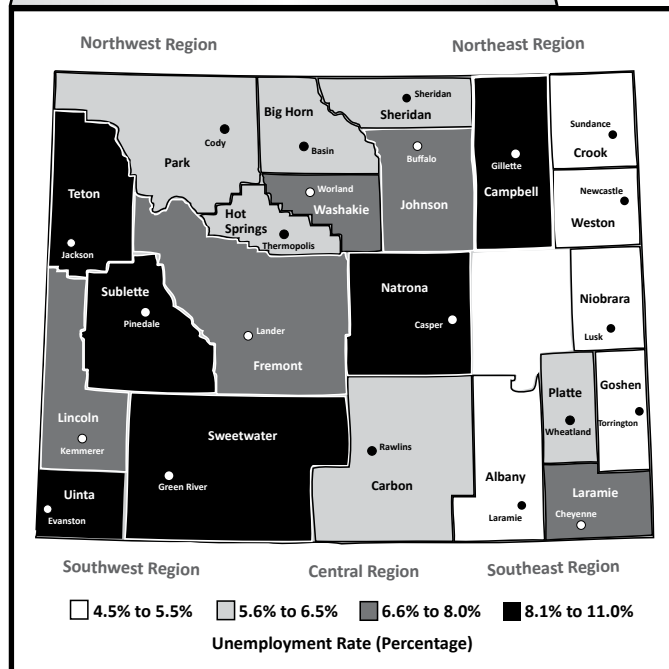 Northwest Region
Northeast Region
Sheridan
Sheridan
Big Horn
Basin
Cody
Park
Sundance
Crook
Buffalo
Gillette
Campbell
Teton
Jackson
Worland
Washakie
Johnson
Newcastle
Weston
Hot
Springs
Thermopolis
Sublette
Pinedale
Natrona
Casper
Niobrara
Lusk
Lander
Fremont
Lincoln
Kemmerer
Platte
Wheatland
Goshen
Torrington
Sweetwater
Green River
Rawlins
Carbon
Albany
Laramie
Laramie
Cheyenne
Uinta
Evanston
Southwest Region
Central Region
Southeast Region
4.5% to 5.5% 5.6% to 6.5% 6.6% to 8.0% 8.1% to 11.0%
Unemployment Rate (Percentage)